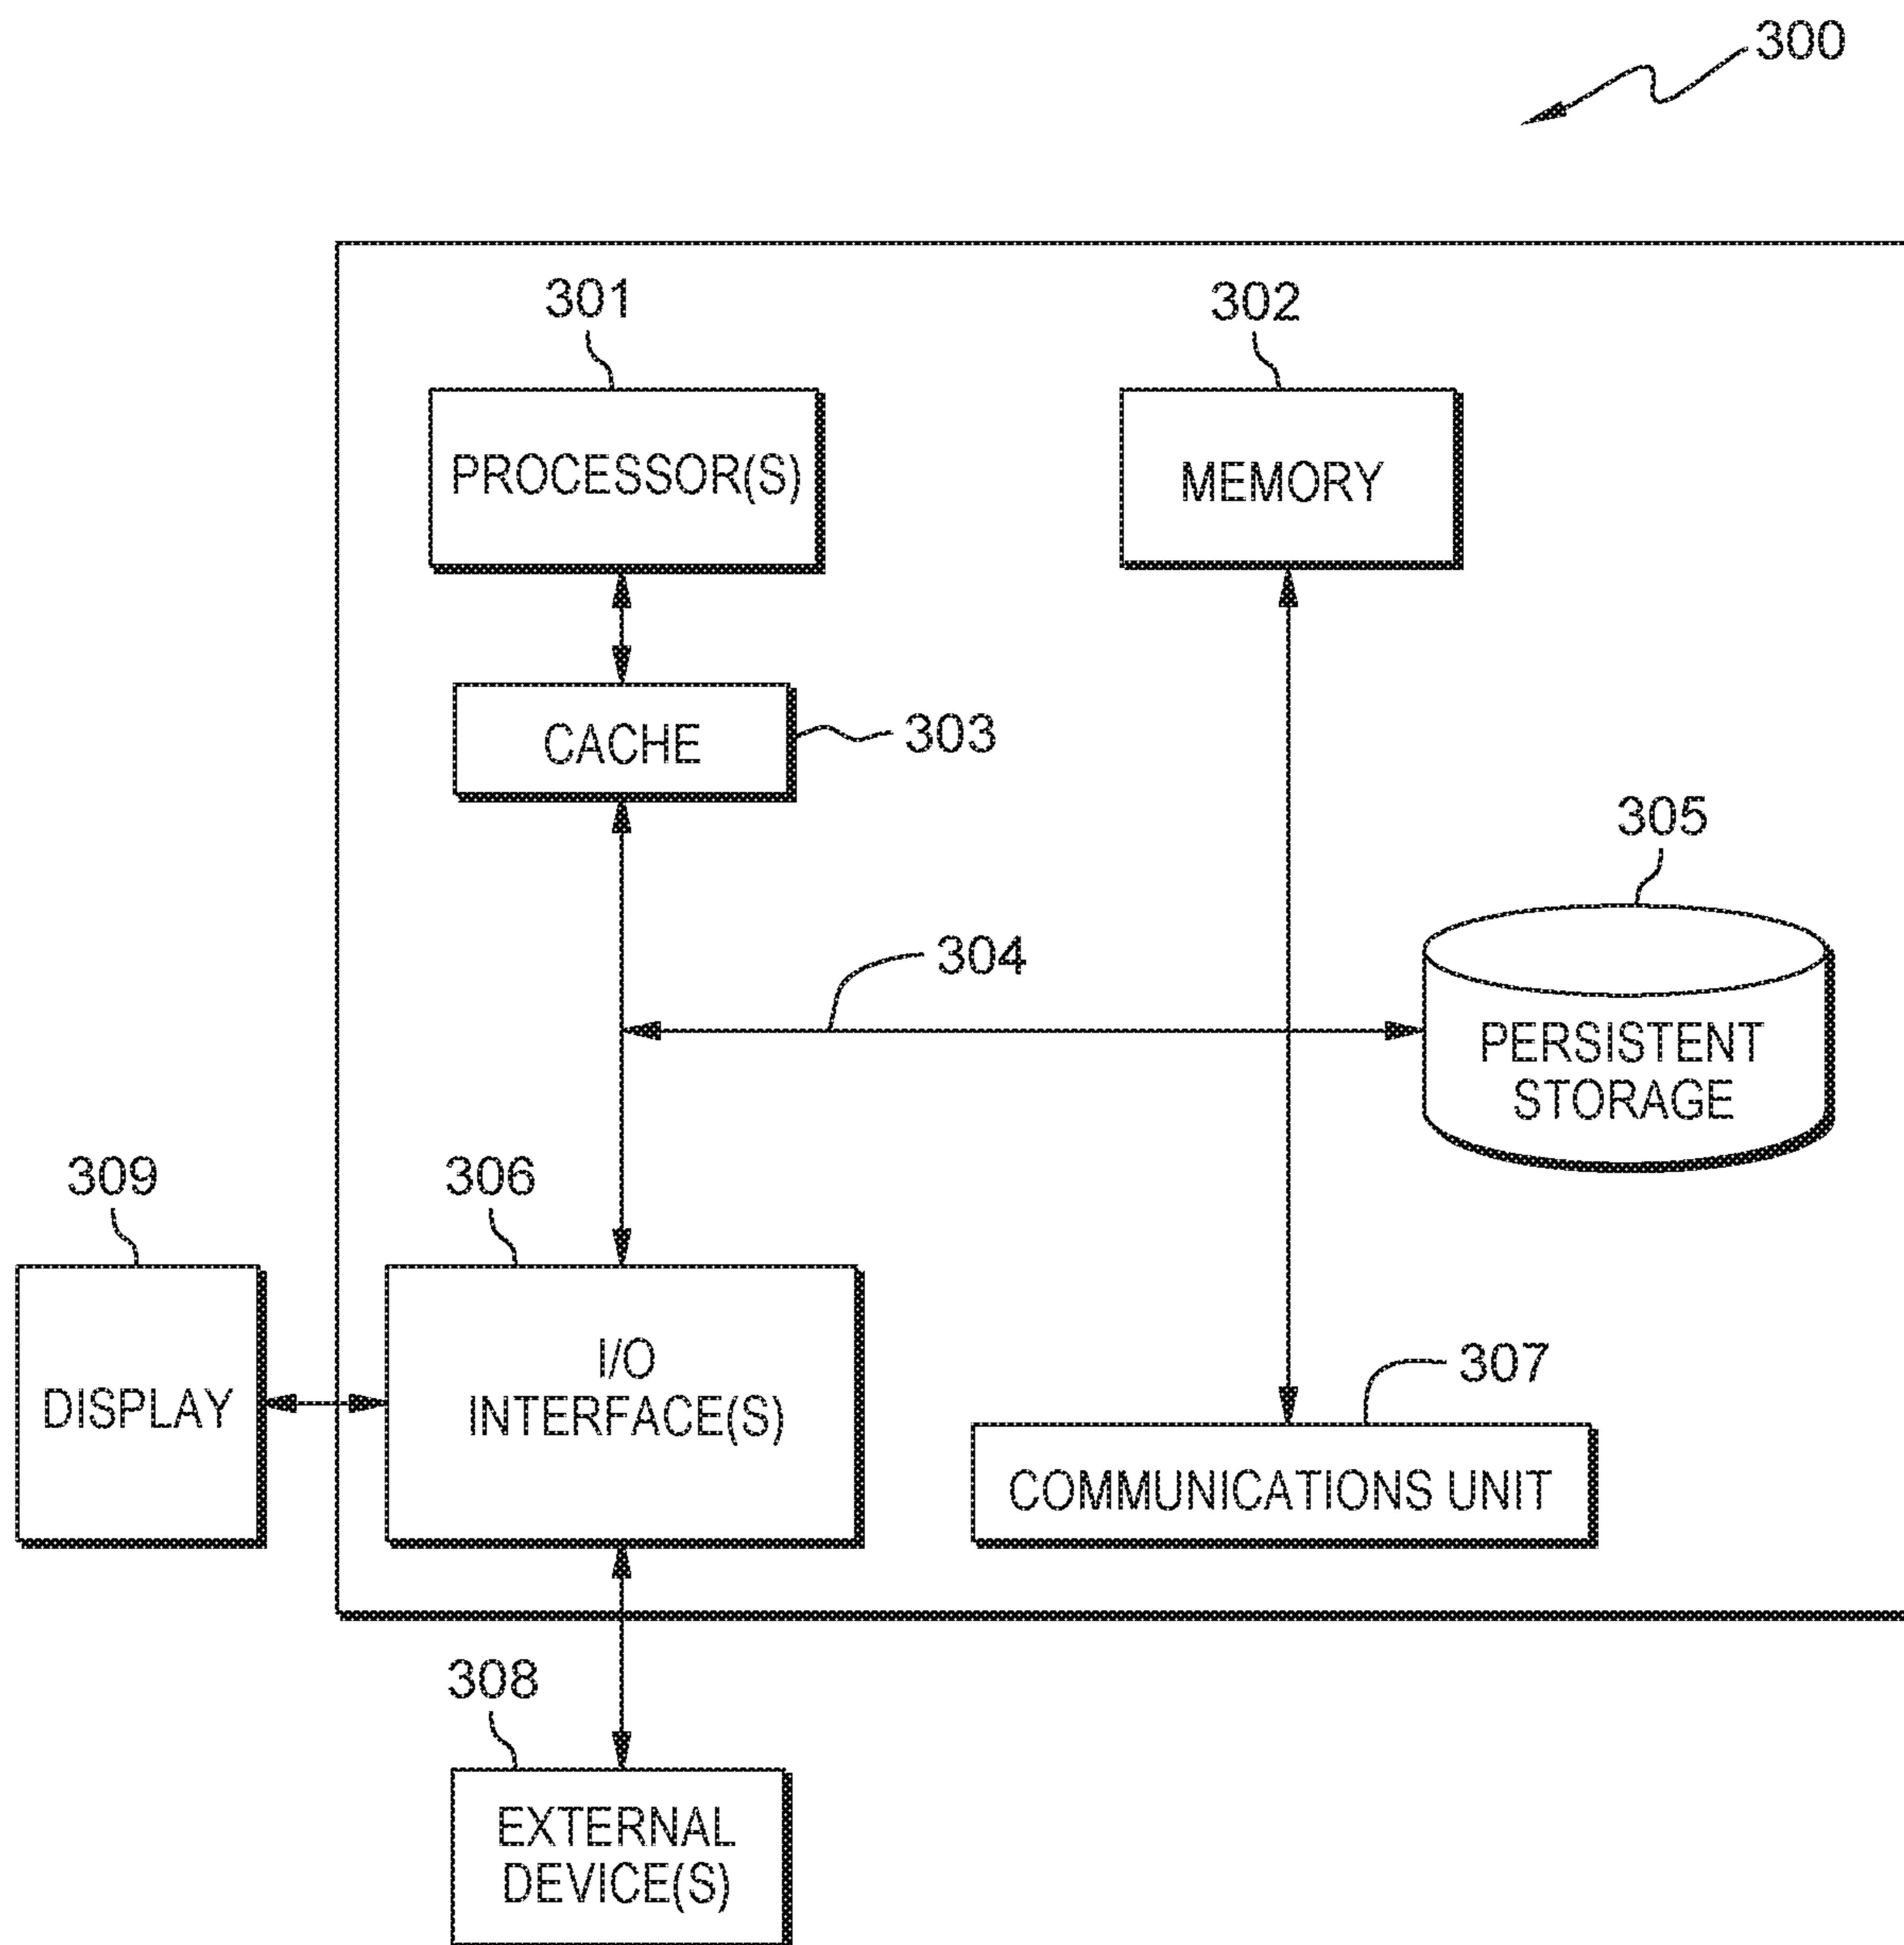 300
301
302
PROCESSOR(S)
MEMORY
CACHE
303
305
304
PERSISTENT
STORAGE
309
306
I/O
INTERFACE(S)
DISPLAY
307
COMMUNICATIONS UNIT
308
EXTERNAL
DEVICE(S)